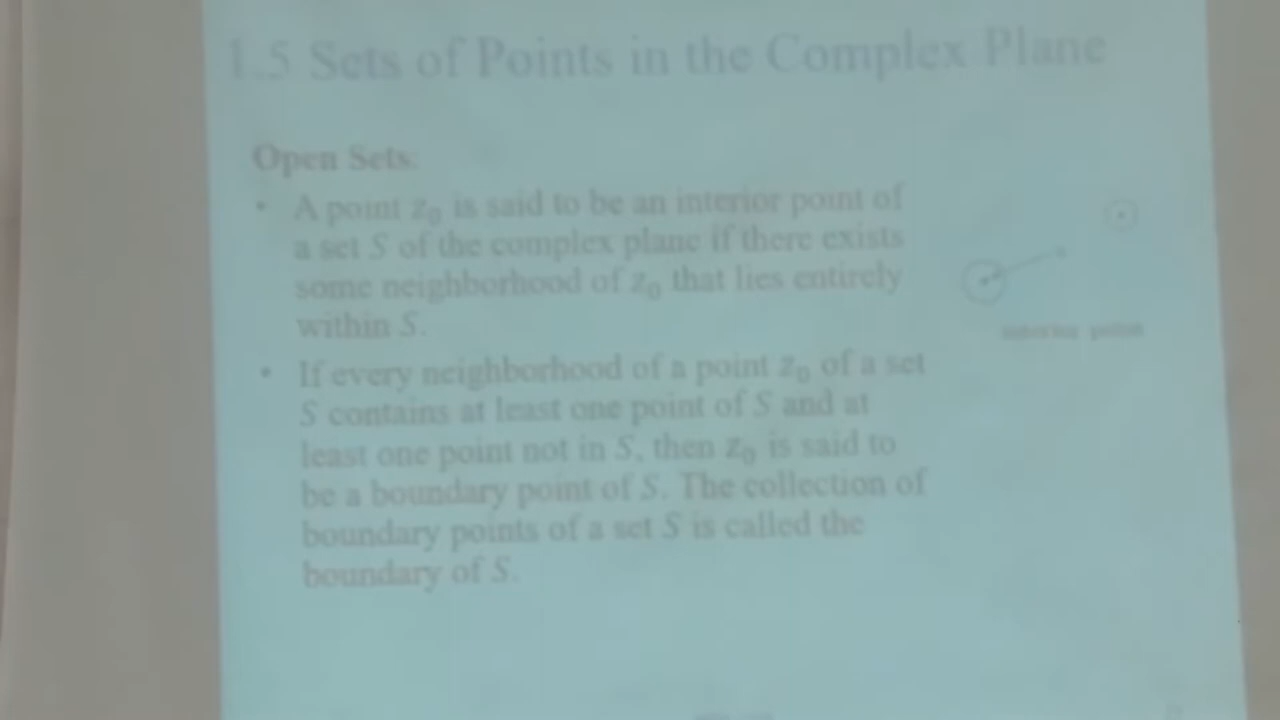 1.5 Sets of Points in the Complex Plane
Open Sets:
• A point z₀ is said to be an interior point of
a set S of the complex plane if there exists
some neighborhood of z₀ that lies entirely
within S.
• If every neighborhood of a point z₀ of a set
S contains at least one point of S and at
least one point not in S, then z₀ is said to
be a boundary point of S. The collection of
boundary points of a set S is called the
boundary of S.